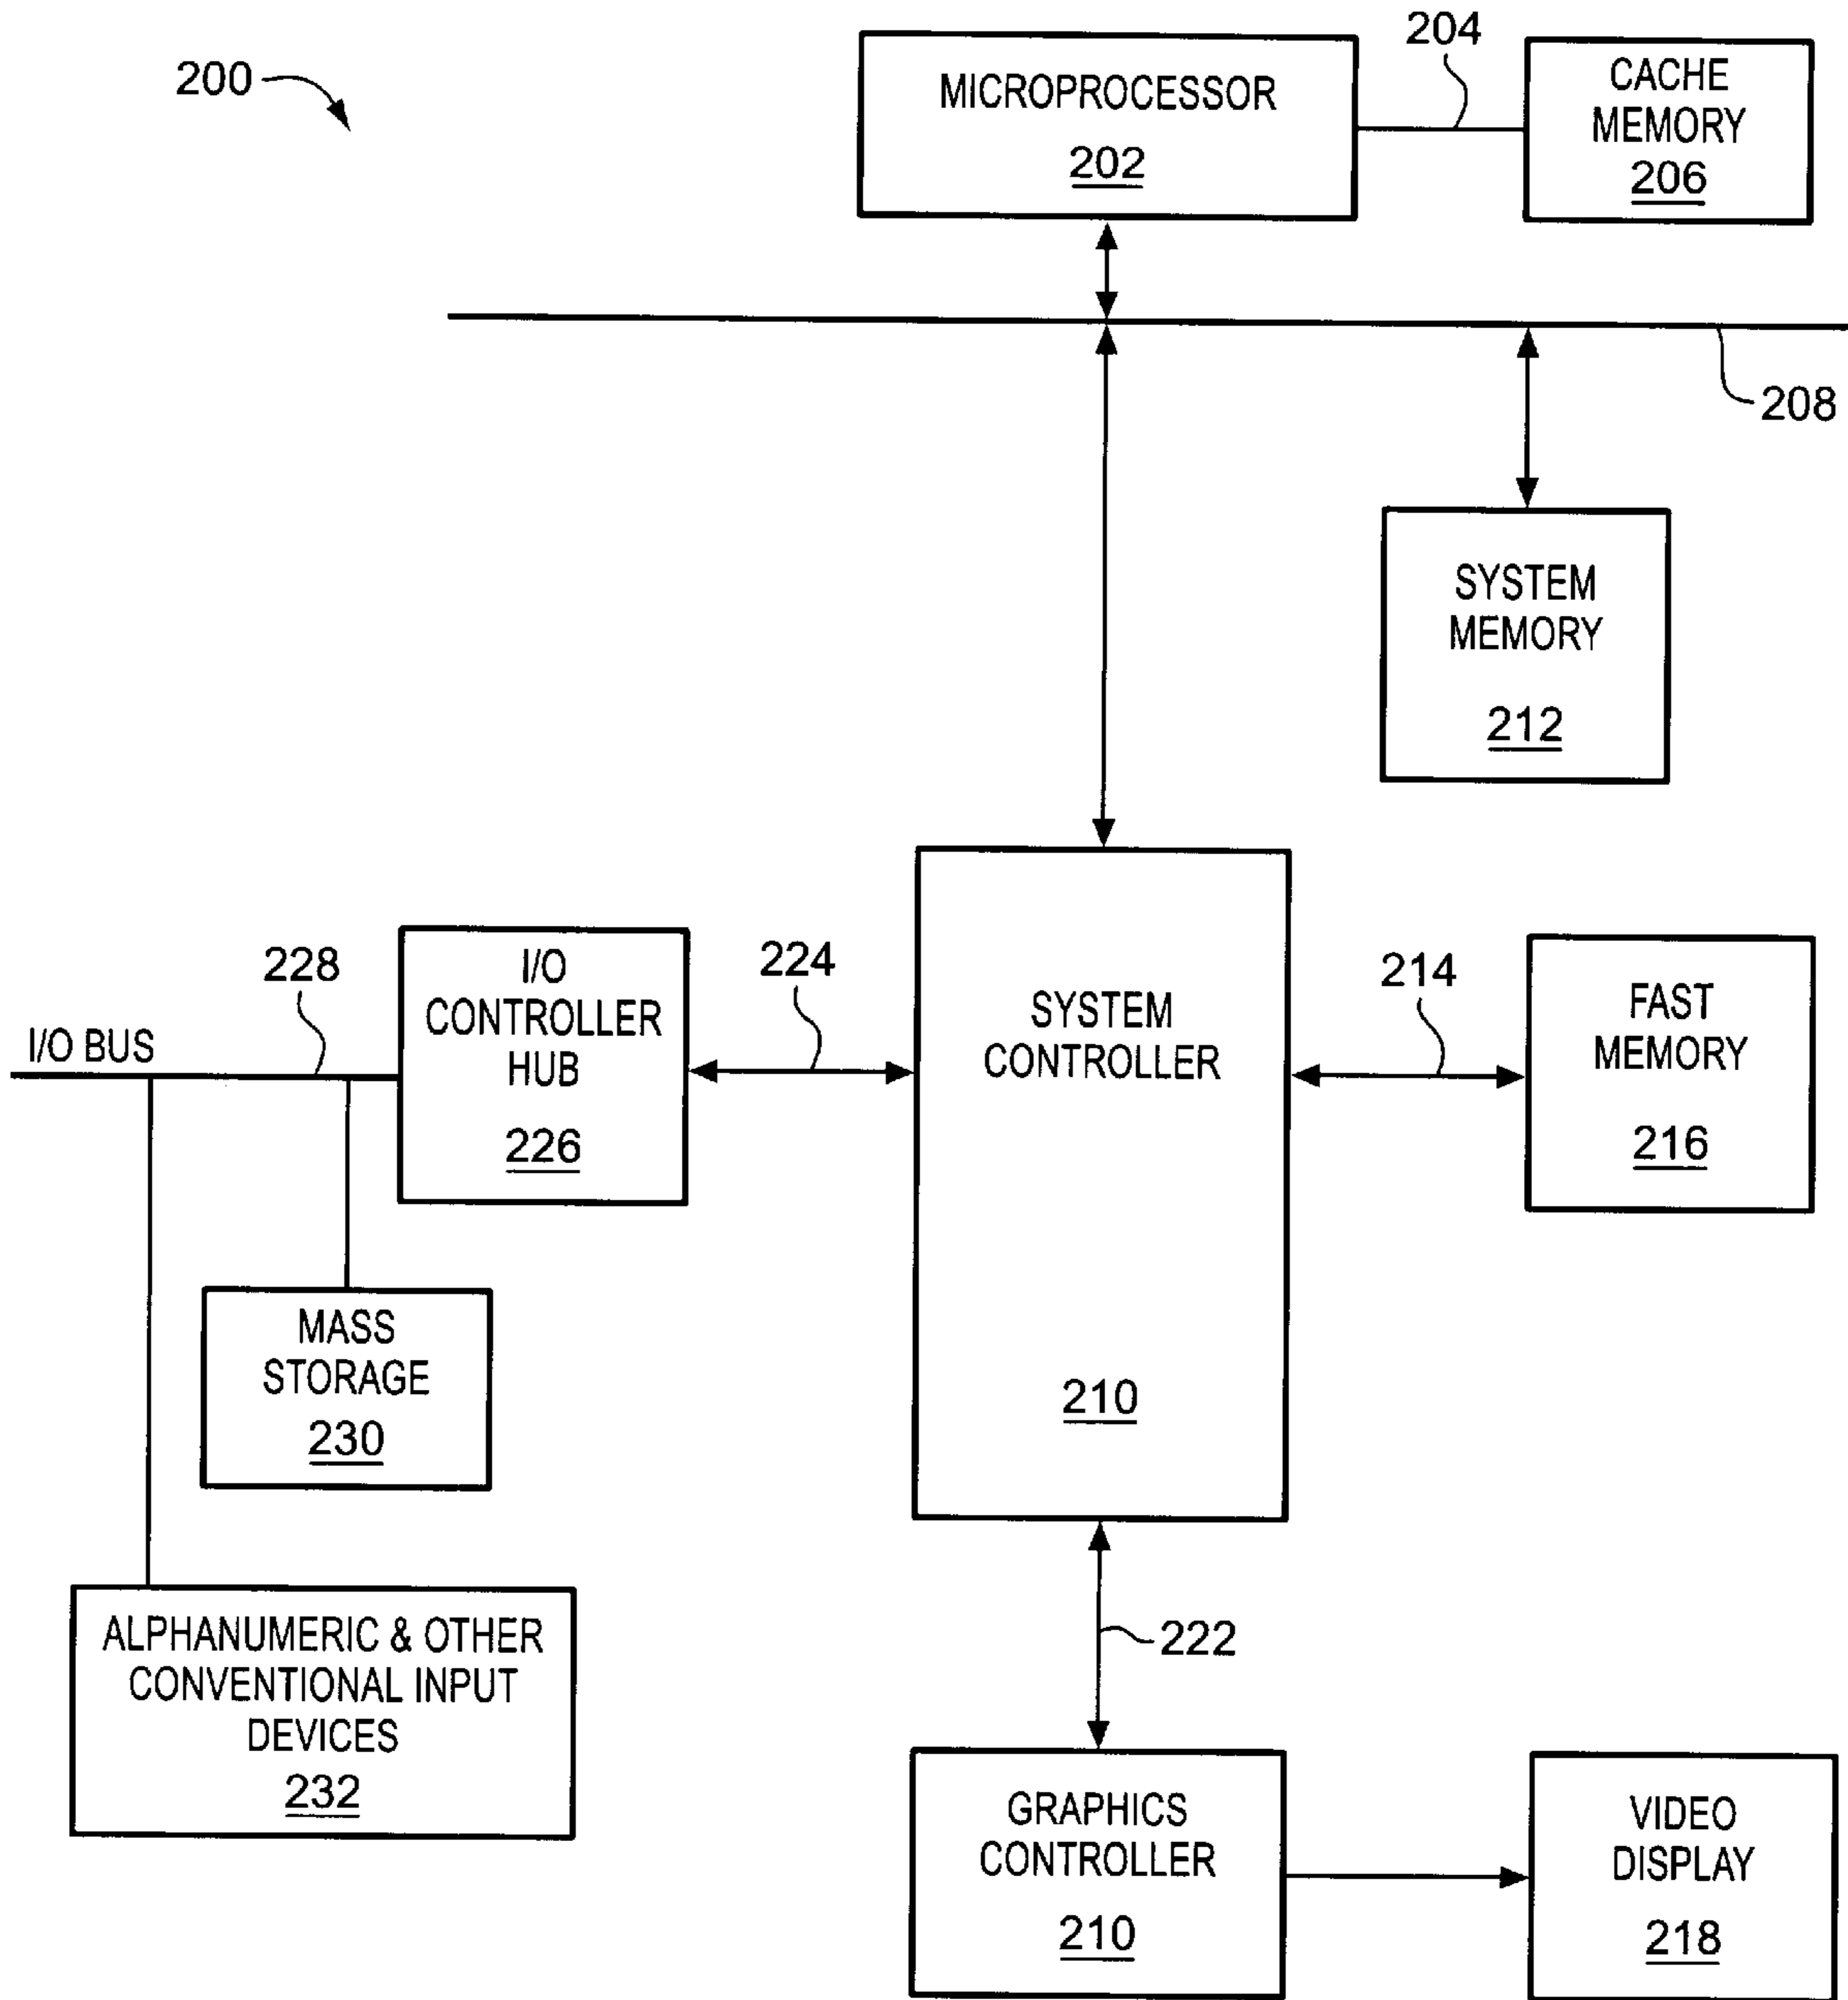 200
MICROPROCESSOR
202
204
CACHE
MEMORY
206
208
SYSTEM
MEMORY
212
I/O BUS
228
I/O
CONTROLLER
HUB
226
224
SYSTEM
CONTROLLER
210
214
FAST
MEMORY
216
MASS
STORAGE
230
ALPHANUMERIC & OTHER
CONVENTIONAL INPUT
DEVICES
232
222
GRAPHICS
CONTROLLER
210
VIDEO
DISPLAY
218